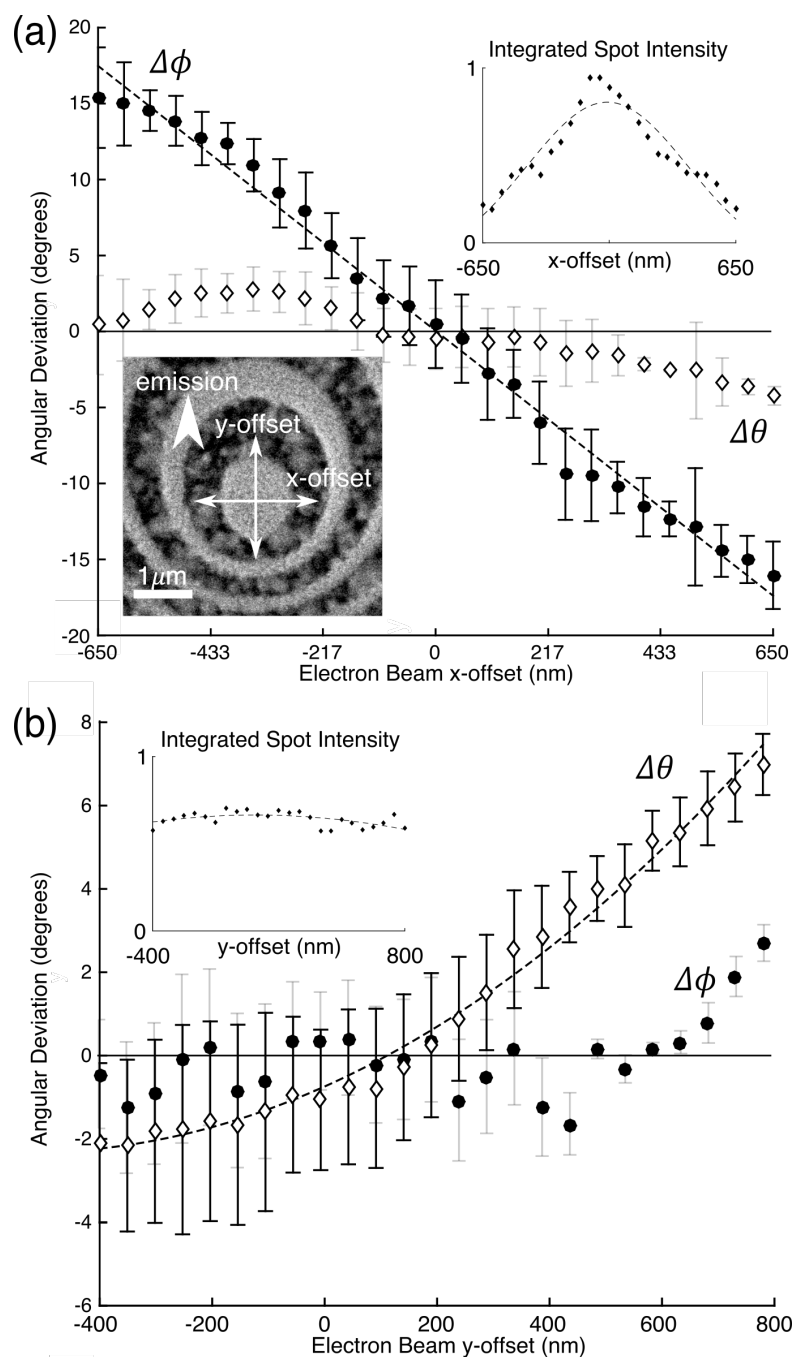 (a)
20
15
10
5
0
-5
-10
-15
-20
Angular Deviation (degrees)
Δϕ
Δθ
Integrated Spot Intensity
1
0
-650
x-offset (nm)
650
emission
y-offset
x-offset
1μm
-650
-433
-217
0
217
433
650
Electron Beam x-offset (nm)
(b)
8
6
4
2
0
-2
-4
-6
Angular Deviation (degrees)
Integrated Spot Intensity
1
0
-400
y-offset (nm)
800
Δθ
Δϕ
-400
-200
0
200
400
600
800
Electron Beam y-offset (nm)